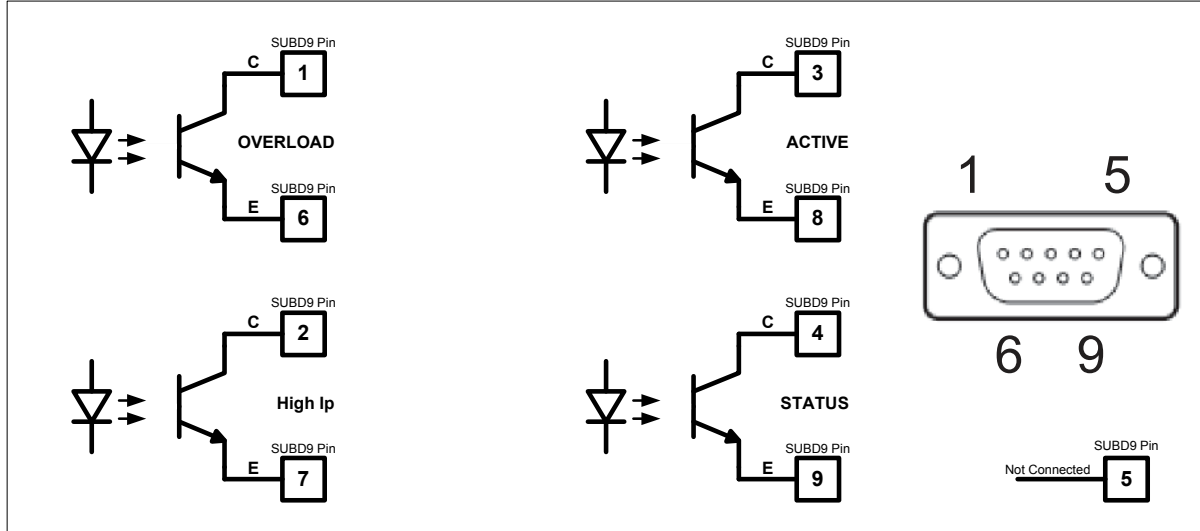 SUBD9 Pin
C
1
OVERLOAD
SUBD9 Pin
E
6
SUBD9 Pin
C
3
ACTIVE
SUBD9 Pin
E
8
SUBD9 Pin
C
2
High Ip
SUBD9 Pin
E
7
SUBD9 Pin
C
4
STATUS
SUBD9 Pin
E
9
1 5
6 9
SUBD9 Pin
Not Connected
5